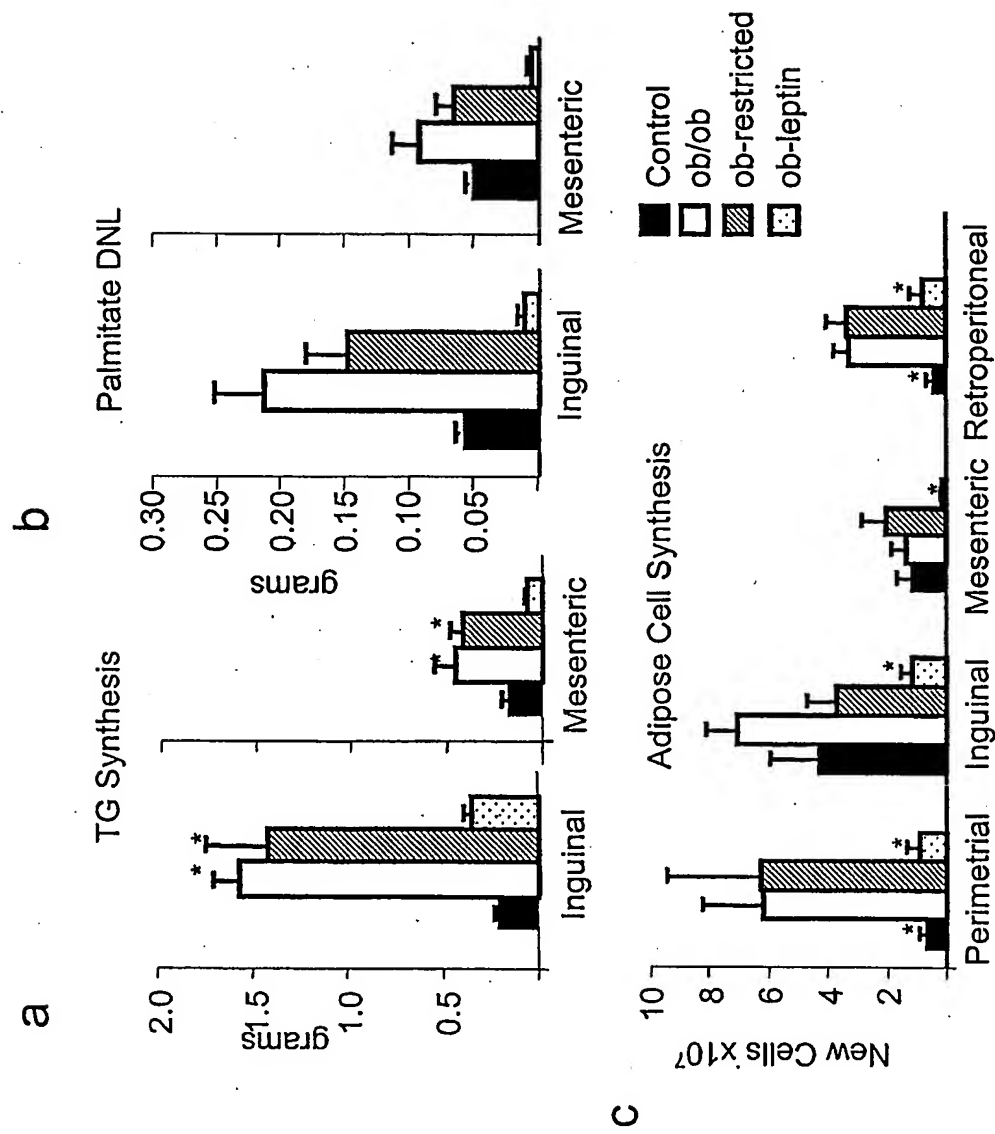 a
TG Synthesis
2.0
1.5
1.0
0.5
grams
* *
Inguinal
* *
Mesenteric
b
Palmitate DNL
0.30
0.25
0.20
0.15
0.10
0.05
grams
Inguinal
Mesenteric
c
Adipose Cell Synthesis
10
8
6
4
2
New Cells x10⁷
* *
Perimetrial
*
Inguinal
*
Mesenteric
* *
Retroperitoneal
Control
ob/ob
ob-restricted
ob-leptin